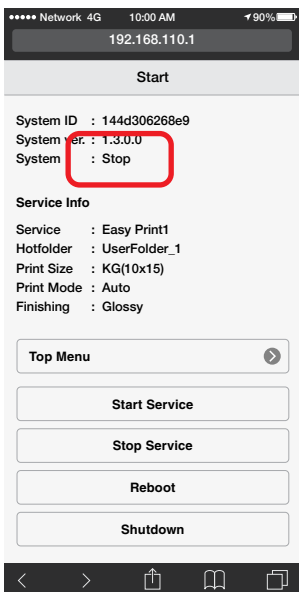 ●●●●● Network 4G 10:00 AM 90%
192.168.110.1
Start
System ID : 144d306268e9
System ver. : 1.3.0.0
System : Stop
Service Info
Service : Easy Print1
Hotfolder : UserFolder_1
Print Size : KG(10x15)
Print Mode : Auto
Finishing : Glossy
Top Menu
Start Service
Stop Service
Reboot
Shutdown